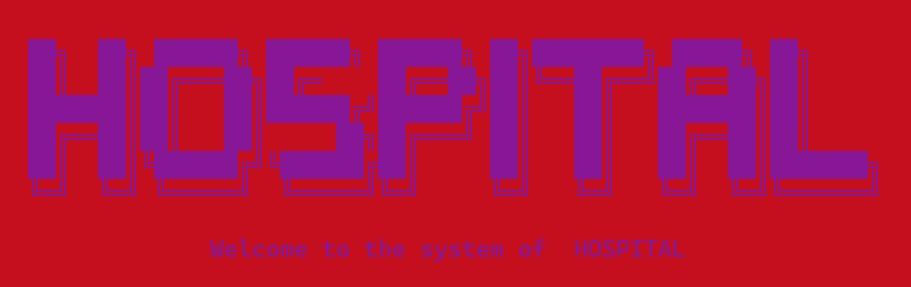 HOSPITAL
Welcome to the system of  HOSPITAL